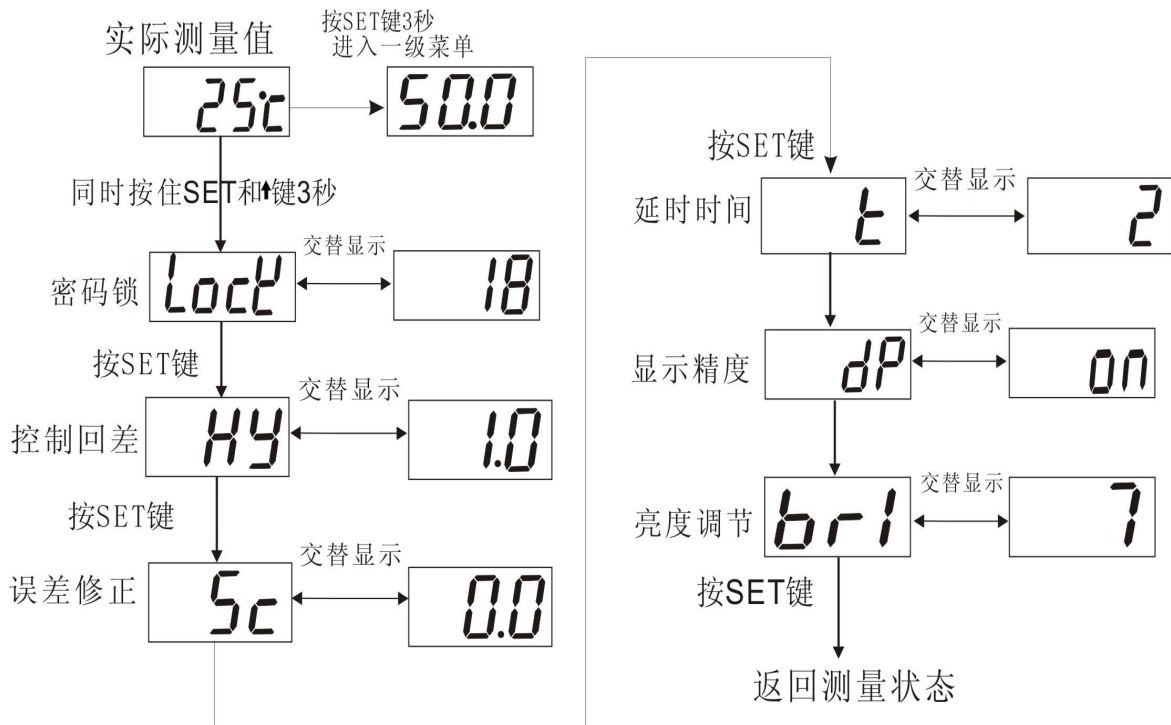 实际测量值
按SET键3秒
进入一级菜单
25℃
50.0
同时按住SET和⬆键3秒
密码锁
LocK
交替显示
18
按SET键
控制回差
HY
交替显示
1.0
按SET键
误差修正
Sc
交替显示
0.0
按SET键
延时时间
t
交替显示
2
显示精度
dP
交替显示
on
亮度调节
br1
交替显示
7
按SET键
返回测量状态